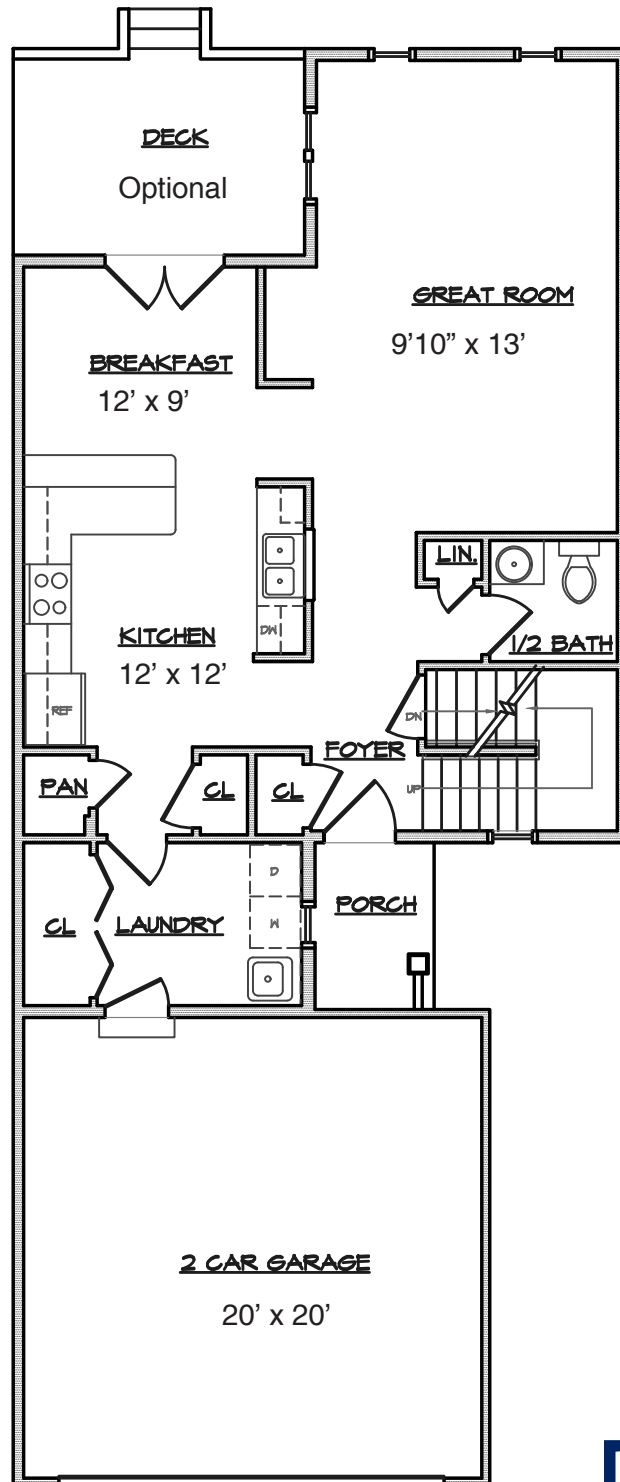 DECK
Optional
GREAT ROOM
9'10" x 13'
BREAKFAST
12' x 9'
LIN.
1/2 BATH
KITCHEN
12' x 12'
DW
REF
DN
FOYER
UP
PAN
CL
CL
D
W
PORCH
CL
LAUNDRY
2 CAR GARAGE
20' x 20'